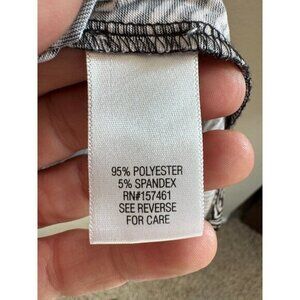 95% POLYESTER
5% SPANDEX
RN#157461
SEE REVERSE
FOR CARE